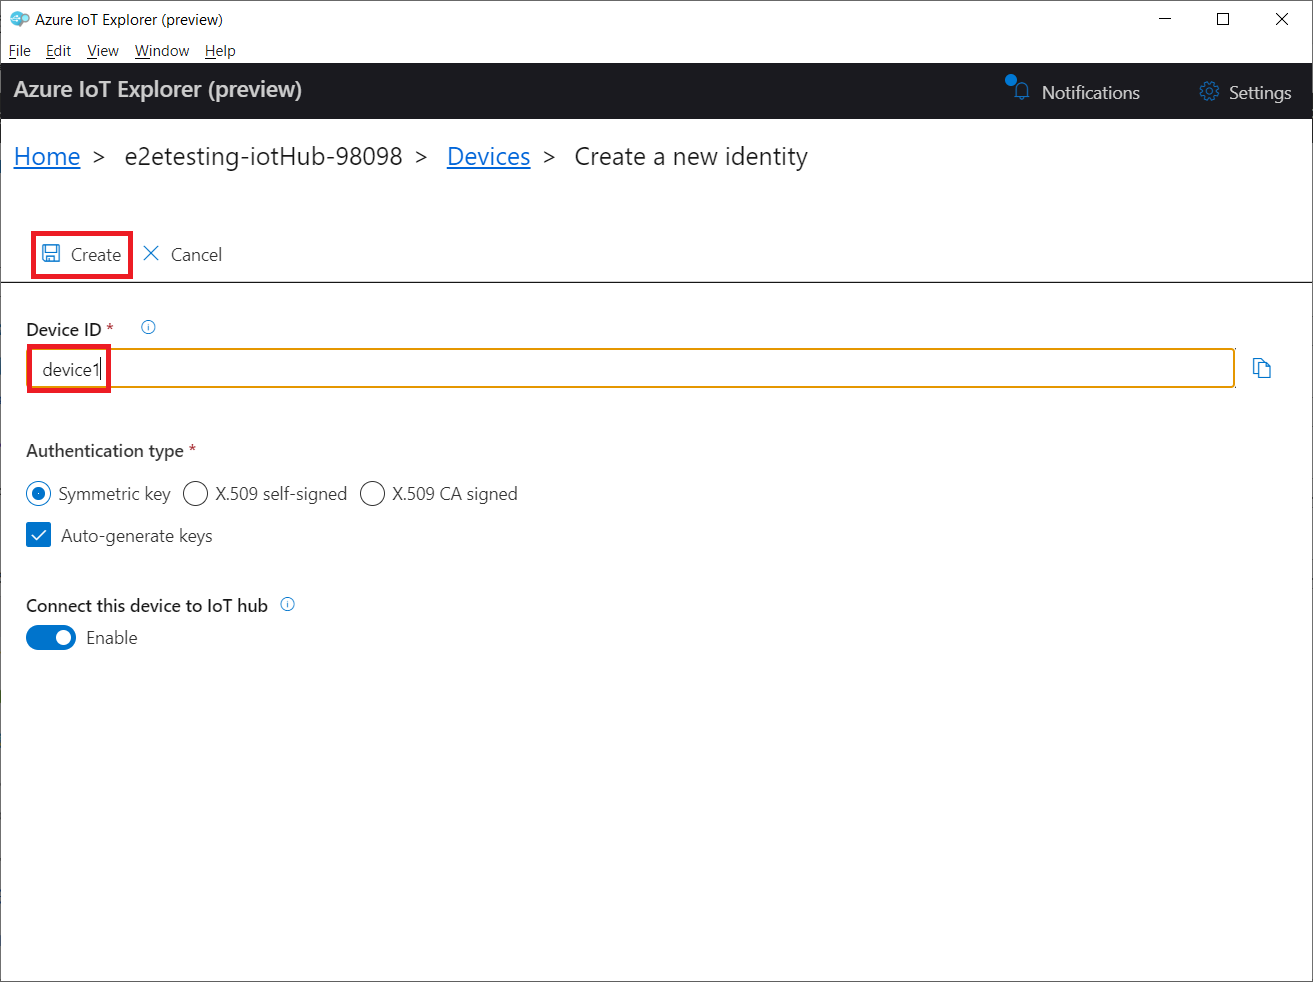 Azure IoT Explorer (preview)
File Edit View Window Help
Azure IoT Explorer (preview) Notifications Settings
Home > e2etesting-iotHub-98098 > Devices > Create a new identity
Create Cancel
Device ID *
device1
Authentication type *
Symmetric key X.509 self-signed X.509 CA signed
Auto-generate keys
Connect this device to IoT hub
Enable